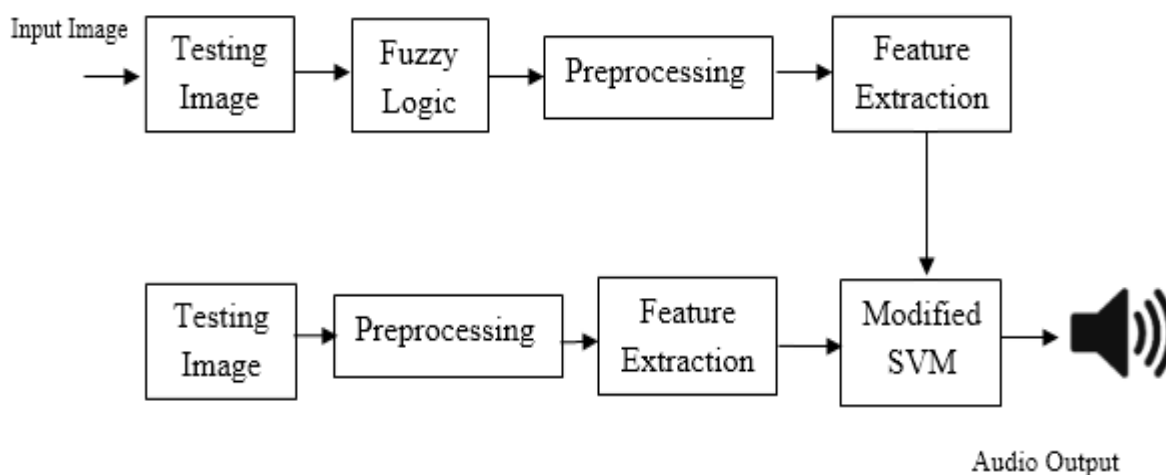 Input Image
Testing
Image
Fuzzy
Logic
Preprocessing
Feature
Extraction
Testing
Image
Preprocessing
Feature
Extraction
Modified
SVM
Audio Output